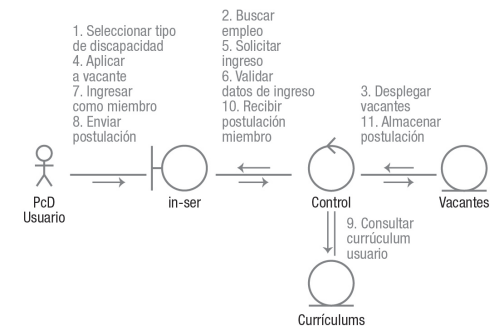 1. Seleccionar tipo
de discapacidad
4. Aplicar
a vacante
7. Ingresar
como miembro
8. Enviar
postulación
2. Buscar
empleo
5. Solicitar
ingreso
6. Validar
datos de ingreso
10. Recibir
postulación
miembro
3. Desplegar
vacantes
11. Almacenar
postulación
PcD
Usuario
in-ser
Control
Vacantes
9. Consultar
currúculum
usuario
Currículums